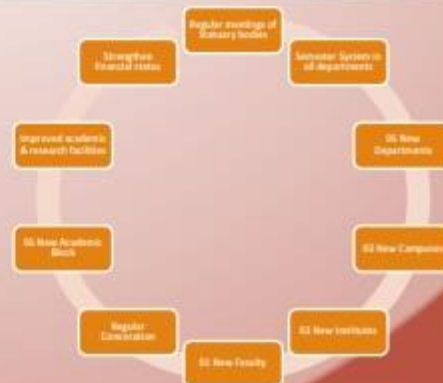 Regular meetings of
Statuary bodies
Semester System in
all departments
New
Departments
New Campuses
New Institutes
New Faculty
Regular
Convocation
New Academic
Block
Improved academic
& research facilities
Strengthen
financial status